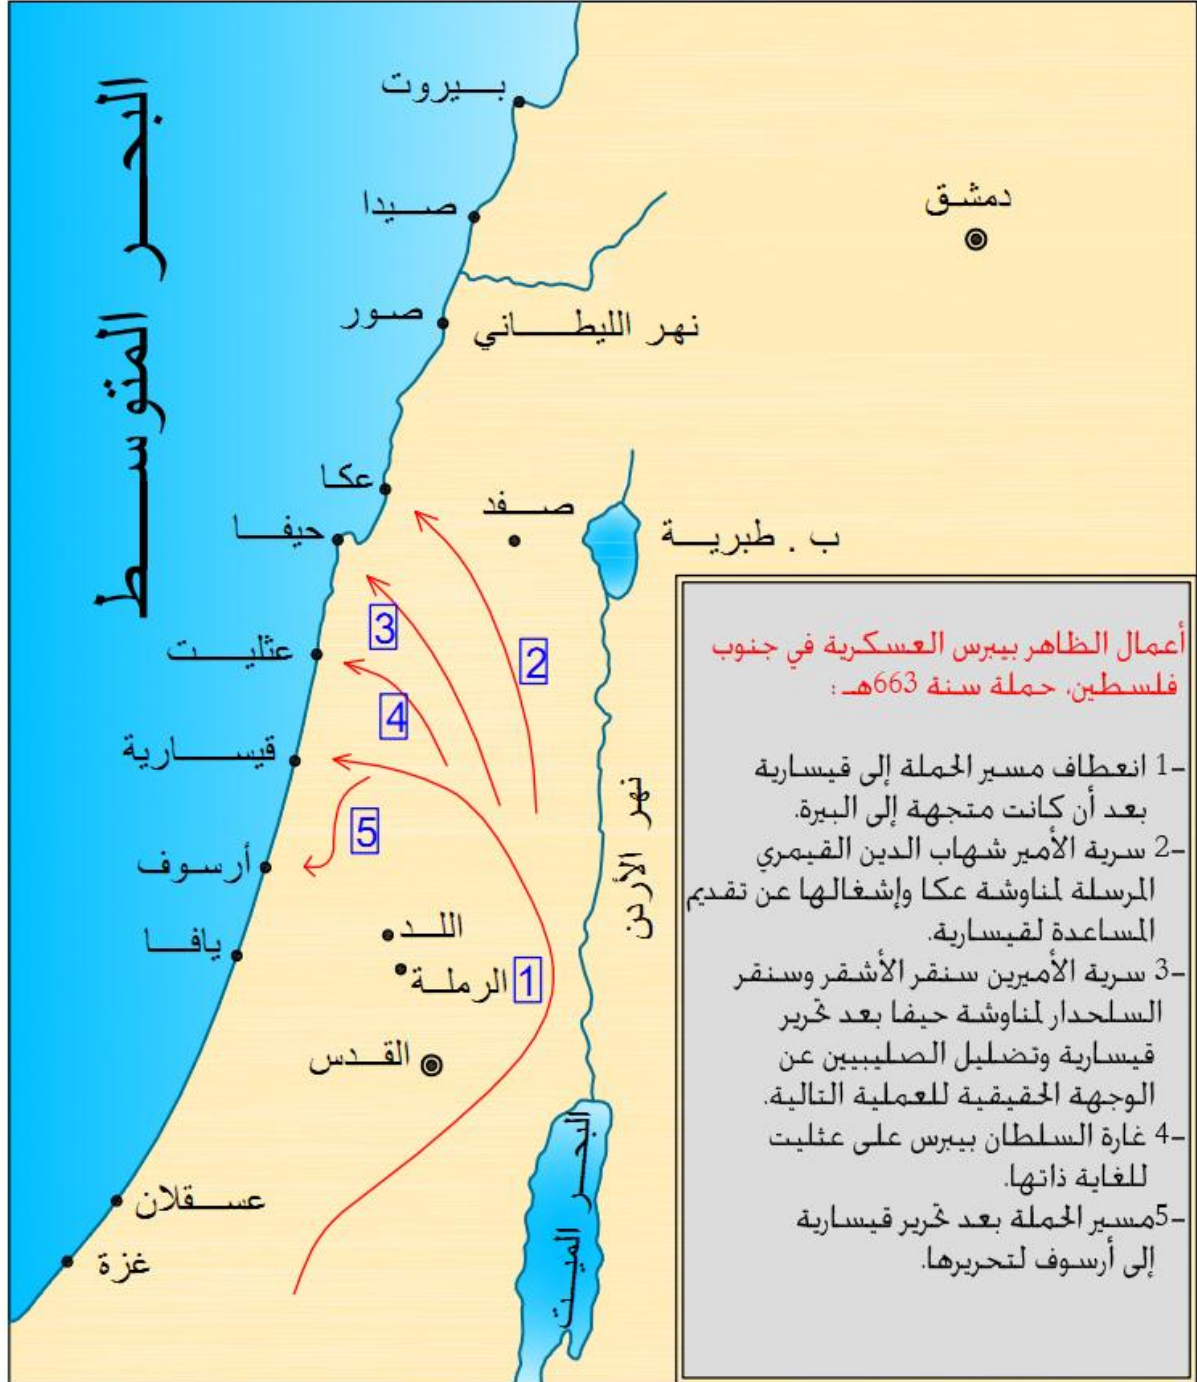 البحر المتوسط
بيروت
صيدا
دمشق
صور
نهر الليطاني
عكا
صفد
حيفا
ب . طبرية
3
2
عثليت
4
قيسارية
5
نهر الأردن
أرسوف
اللد
يافا
الرملة
1
القدس
البحر الميت
عسقلان
غزة
أعمال الظاهر بيبرس العسكرية في جنوب
فلسطين، حملة سنة 663هـ :
1- انعطاف مسير الحملة إلى قيسارية
بعد أن كانت متجهة إلى البيرة.
2- سرية الأمير شهاب الدين القيمري
المرسلة لمناوشة عكا وإشغالها عن تقديم
المساعدة لقيسارية.
3- سرية الأميرين سنقر الأشقر وسنقر
السلحدار لمناوشة حيفا بعد تحرير
قيسارية وتضليل الصليبيين عن
الوجهة الحقيقية للعملية التالية.
4- غارة السلطان بيبرس على عثليت
للغاية ذاتها.
5-مسير الحملة بعد تحرير قيسارية
إلى أرسوف لتحريرها.